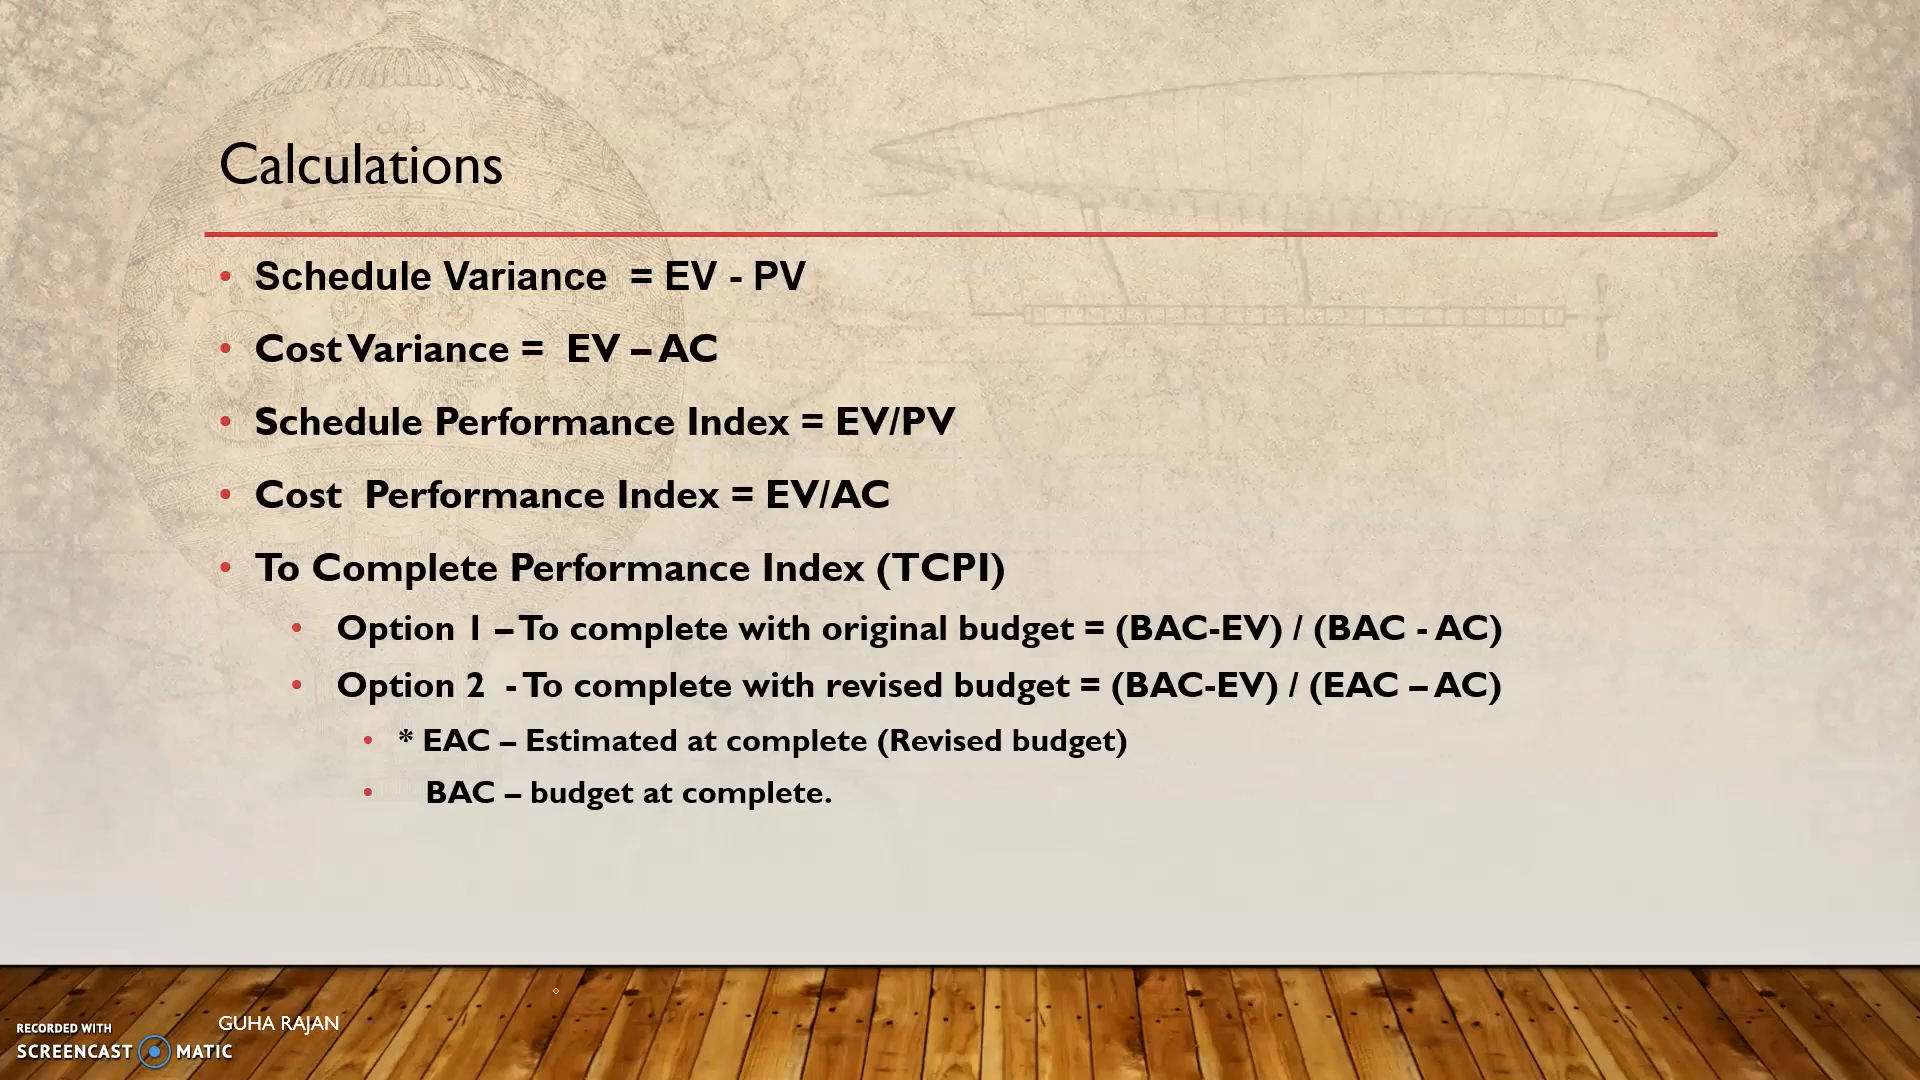 Calculations
• Schedule Variance = EV - PV
• Cost Variance = EV – AC
• Schedule Performance Index = EV/PV
• Cost Performance Index = EV/AC
• To Complete Performance Index (TCPI)
• Option 1 – To complete with original budget = (BAC-EV) / (BAC - AC)
• Option 2 - To complete with revised budget = (BAC-EV) / (EAC – AC)
• * EAC – Estimated at complete (Revised budget)
• BAC – budget at complete.
GUHA RAJAN
RECORDED WITH
SCREENCAST MATIC